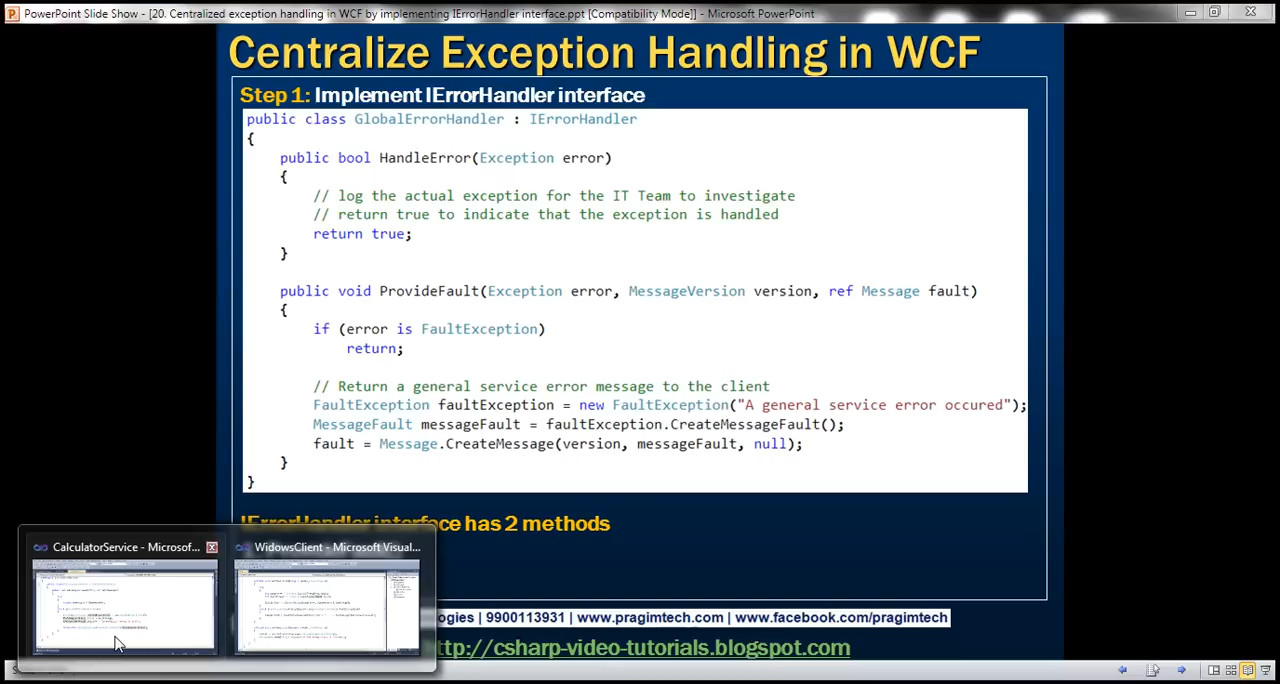 PowerPoint Slide Show - [20. Centralized exception handling in WCF by implementing IErrorHandler interface.ppt [Compatibility Mode]] - Microsoft PowerPoint
Centralize Exception Handling in WCF
Step 1: Implement IErrorHandler interface
public class GlobalErrorHandler : IErrorHandler
{
public bool HandleError(Exception error)
{
// log the actual exception for the IT Team to investigate
// return true to indicate that the exception is handled
return true;
}
public void ProvideFault(Exception error, MessageVersion version, ref Message fault)
{
if (error is FaultException)
return;
// Return a general service error message to the client
FaultException faultException = new FaultException("A general service error occured");
MessageFault messageFault = faultException.CreateMessageFault();
fault = Message.CreateMessage(version, messageFault, null);
}
}
IErrorHandler interface has 2 methods
CalculatorService - Microsof...
WidowsClient - Microsoft Visual...
ogies | 9900113931 | www.pragimtech.com | www.facebook.com/pragimtech
ttp://csharp-video-tutorials.blogspot.com